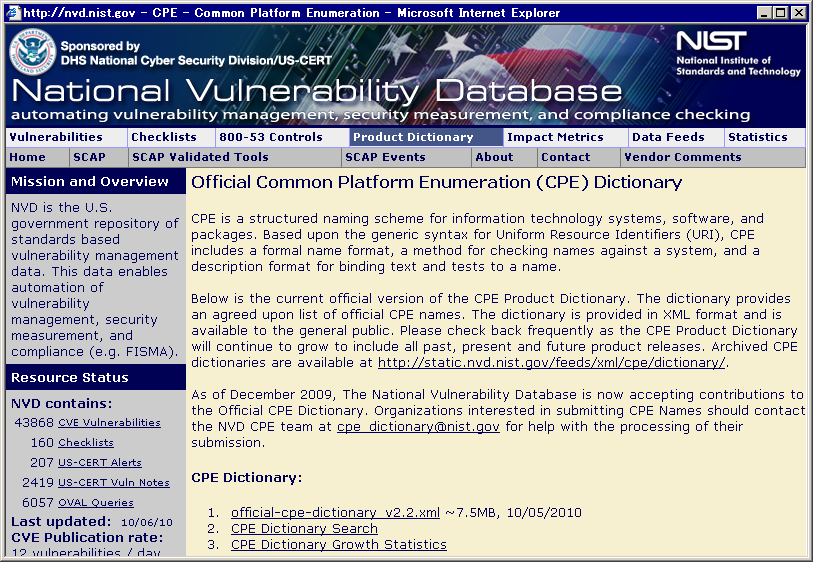 http://nvd.nist.gov - CPE - Common Platform Enumeration - Microsoft Internet Explorer
Sponsored by
DHS National Cyber Security Division/US-CERT
NIST
National Institute of
Standards and Technology
National Vulnerability Database
automating vulnerability management, security measurement, and compliance checking
Vulnerabilities Checklists 800-53 Controls Product Dictionary Impact Metrics Data Feeds Statistics
Home SCAP SCAP Validated Tools SCAP Events About Contact Vendor Comments
Mission and Overview
NVD is the U.S.
government repository of
standards based
vulnerability management
data. This data enables
automation of
vulnerability
management, security
measurement, and
compliance (e.g. FISMA).
Resource Status
NVD contains:
43868 CVE Vulnerabilities
160 Checklists
207 US-CERT Alerts
2419 US-CERT Vuln Notes
6057 OVAL Queries
Last updated: 10/06/10
CVE Publication rate:
12 vulnerabilities / day
Official Common Platform Enumeration (CPE) Dictionary
CPE is a structured naming scheme for information technology systems, software, and
packages. Based upon the generic syntax for Uniform Resource Identifiers (URI), CPE
includes a formal name format, a method for checking names against a system, and a
description format for binding text and tests to a name.
Below is the current official version of the CPE Product Dictionary. The dictionary provides
an agreed upon list of official CPE names. The dictionary is provided in XML format and is
available to the general public. Please check back frequently as the CPE Product Dictionary
will continue to grow to include all past, present and future product releases. Archived CPE
dictionaries are available at http://static.nvd.nist.gov/feeds/xml/cpe/dictionary/.
As of December 2009, The National Vulnerability Database is now accepting contributions to
the Official CPE Dictionary. Organizations interested in submitting CPE Names should contact
the NVD CPE team at cpe_dictionary@nist.gov for help with the processing of their
submission.
CPE Dictionary:
1. official-cpe-dictionary_v2.2.xml ~7.5MB, 10/05/2010
2. CPE Dictionary Search
3. CPE Dictionary Growth Statistics